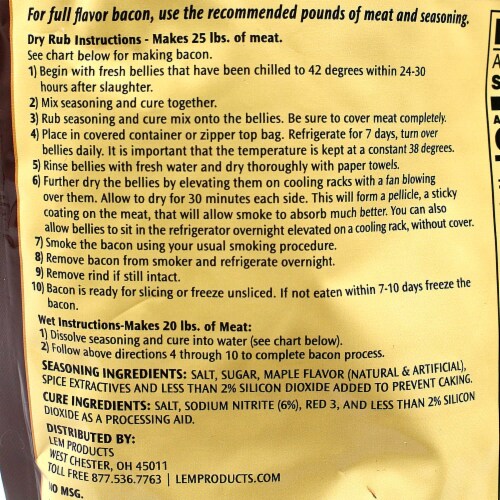 For full flavor bacon, use the recommended pounds of meat and seasoning.
Dry Rub Instructions - Makes 25 lbs. of meat.
See chart below for making bacon.
1) Begin with fresh bellies that have been chilled to 42 degrees within 24-30
hours after slaughter.
2) Mix seasoning and cure together.
3) Rub seasoning and cure mix onto the bellies. Be sure to cover meat completely.
4) Place in covered container or zipper top bag. Refrigerate for 7 days, turn over
bellies daily. It is important that the temperature is kept at a constant 38 degrees.
5) Rinse bellies with fresh water and dry thoroughly with paper towels.
6) Further dry the bellies by elevating them on cooling racks with a fan blowing
over them. Allow to dry for 30 minutes each side. This will form a pellicle, a sticky
coating on the meat, that will allow smoke to absorb much better. You can also
allow bellies to sit in the refrigerator overnight elevated on a cooling rack, without cover.
7) Smoke the bacon using your usual smoking procedure.
8) Remove bacon from smoker and refrigerate overnight.
9) Remove rind if still intact.
10) Bacon is ready for slicing or freeze unsliced. If not eaten within 7-10 days freeze the
bacon.
Wet Instructions-Makes 20 lbs. of Meat:
1) Dissolve seasoning and cure into water (see chart below).
2) Follow above directions 4 through 10 to complete bacon process.
SEASONING INGREDIENTS: SALT, SUGAR, MAPLE FLAVOR (NATURAL & ARTIFICIAL),
SPICE EXTRACTIVES AND LESS THAN 2% SILICON DIOXIDE ADDED TO PREVENT CAKING.
CURE INGREDIENTS: SALT, SODIUM NITRITE (6%), RED 3, AND LESS THAN 2% SILICON
DIOXIDE AS A PROCESSING AID.
DISTRIBUTED BY:
LEM PRODUCTS
WEST CHESTER, OH 45011
TOLL FREE 877.536.7763 | LEMPRODUCTS.COM
NO MSG.